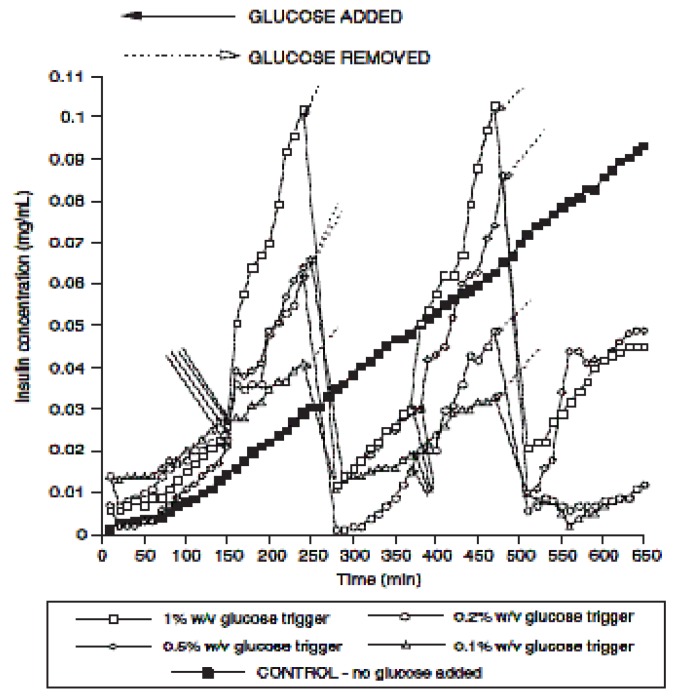 GLUCOSE ADDED
GLUCOSE REMOVED
0.11
0.1
0.09
0.08
0.07
0.06
0.05
0.04
0.03
0.02
0.01
0
Insulin concentration (mg/mL)
0 50 100 150 200 250 300 350 400 450 500 550 600 650
Time (min)
1% w/v glucose trigger 0.2% w/v glucose trigger
0.5% w/v glucose trigger 0.1% w/v glucose trigger
CONTROL - no glucose added